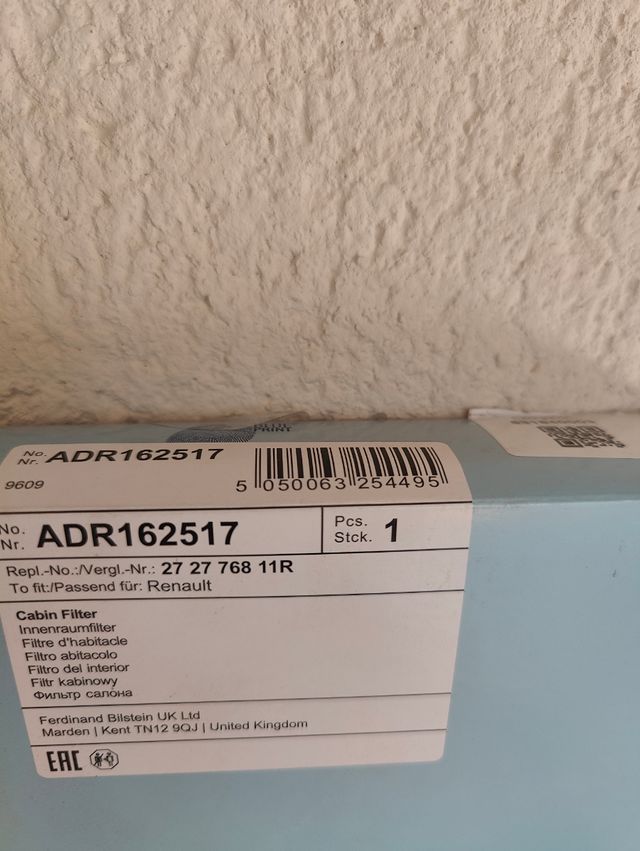 BLUE
PRINT
No.
Nr. ADR162517
9609
5 050063 254495
No.
Nr. ADR162517
Pcs.
Stck. 1
Repl.-No.:/Vergl.-Nr.: 27 27 768 11R
To fit:/Passend für: Renault
Cabin Filter
Innenraumfilter
Filtre d'habitacle
Filtro abitacolo
Filtro del interior
Filtr kabinowy
Фильтр салона
Ferdinand Bilstein UK Ltd
Marden | Kent TN12 9QJ | United Kingdom
EAC